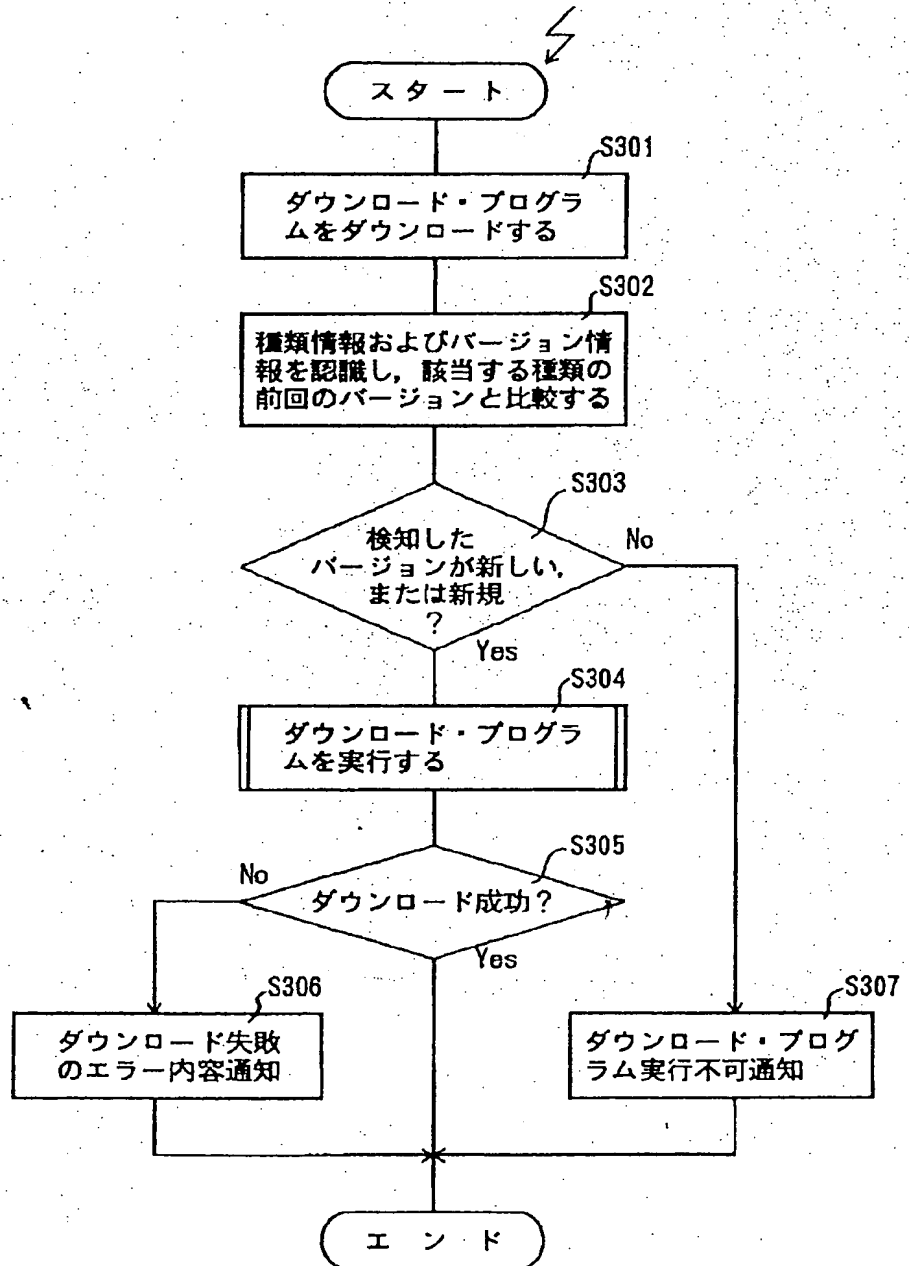 スタート
S301
ダウンロード・プログラ
ムをダウンロードする
S302
種類情報およびバージョン情
報を認識し,該当する種類の
前回のバージョンと比較する
S303
検知した
バージョンが新しい,
または新規
?
No
Yes
S304
ダウンロード・プログラ
ムを実行する
S305
No
ダウンロード成功?
Yes
S306
ダウンロード失敗
のエラー内容通知
S307
ダウンロード・プログ
ラム実行不可通知
エンド